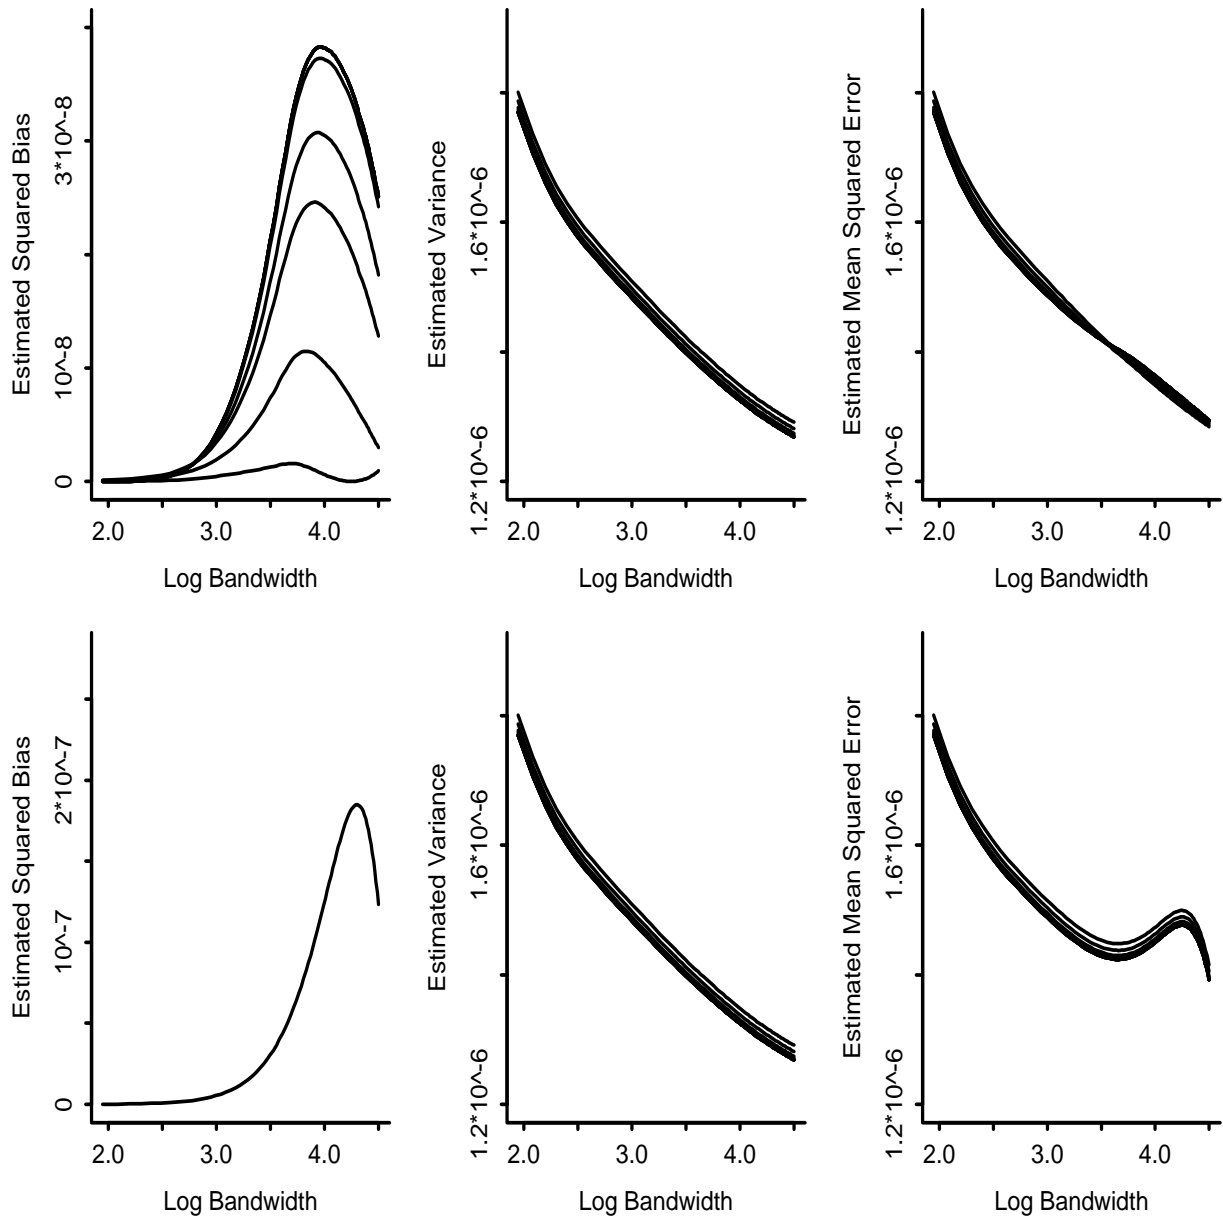 Estimated Squared Bias
0
10^-8
3*10^-8
2.0 3.0 4.0
Log Bandwidth
Estimated Variance
1.2*10^-6
1.6*10^-6
2.0 3.0 4.0
Log Bandwidth
Estimated Mean Squared Error
1.2*10^-6
1.6*10^-6
2.0 3.0 4.0
Log Bandwidth
Estimated Squared Bias
0
10^-7
2*10^-7
2.0 3.0 4.0
Log Bandwidth
Estimated Variance
1.2*10^-6
1.6*10^-6
2.0 3.0 4.0
Log Bandwidth
Estimated Mean Squared Error
1.2*10^-6
1.6*10^-6
2.0 3.0 4.0
Log Bandwidth